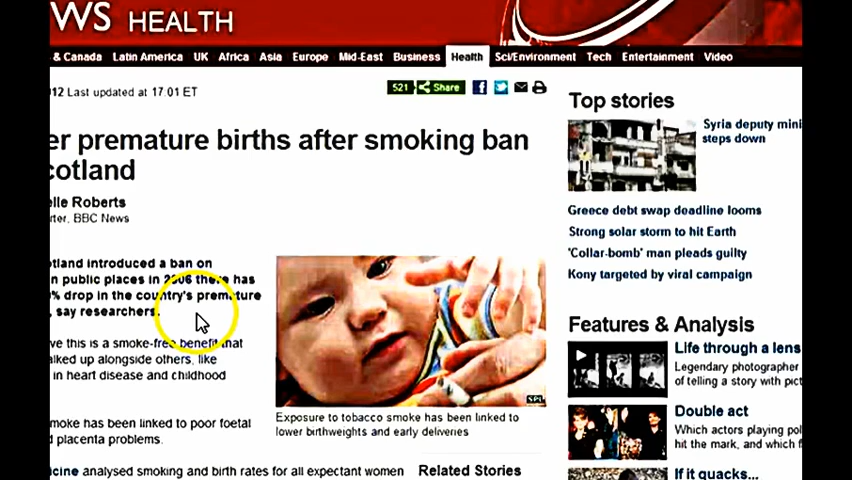 WS HEALTH
& Canada Latin America UK Africa Asia Europe Mid-East Business Health Sci/Environment Tech Entertainment Video
12 Last updated at 17:01 ET
521 Share
er premature births after smoking ban
cotland
elle Roberts
rter, BBC News
otland introduced a ban on
n public places in 2006 there has
% drop in the country's premature
, say researchers.
ve this is a smoke-free benefit that
alked up alongside others, like
in heart disease and childhood
moke has been linked to poor foetal
d placenta problems.
icine analysed smoking and birth rates for all expectant women
SPL
Exposure to tobacco smoke has been linked to
lower birthweights and early deliveries
Related Stories
Top stories
Syria deputy mini
steps down
Greece debt swap deadline looms
Strong solar storm to hit Earth
'Collar-bomb' man pleads guilty
Kony targeted by viral campaign
Features & Analysis
Life through a lens
Legendary photographer
of telling a story with pict
Double act
Which actors playing pol
hit the mark, and which f
If it quacks...